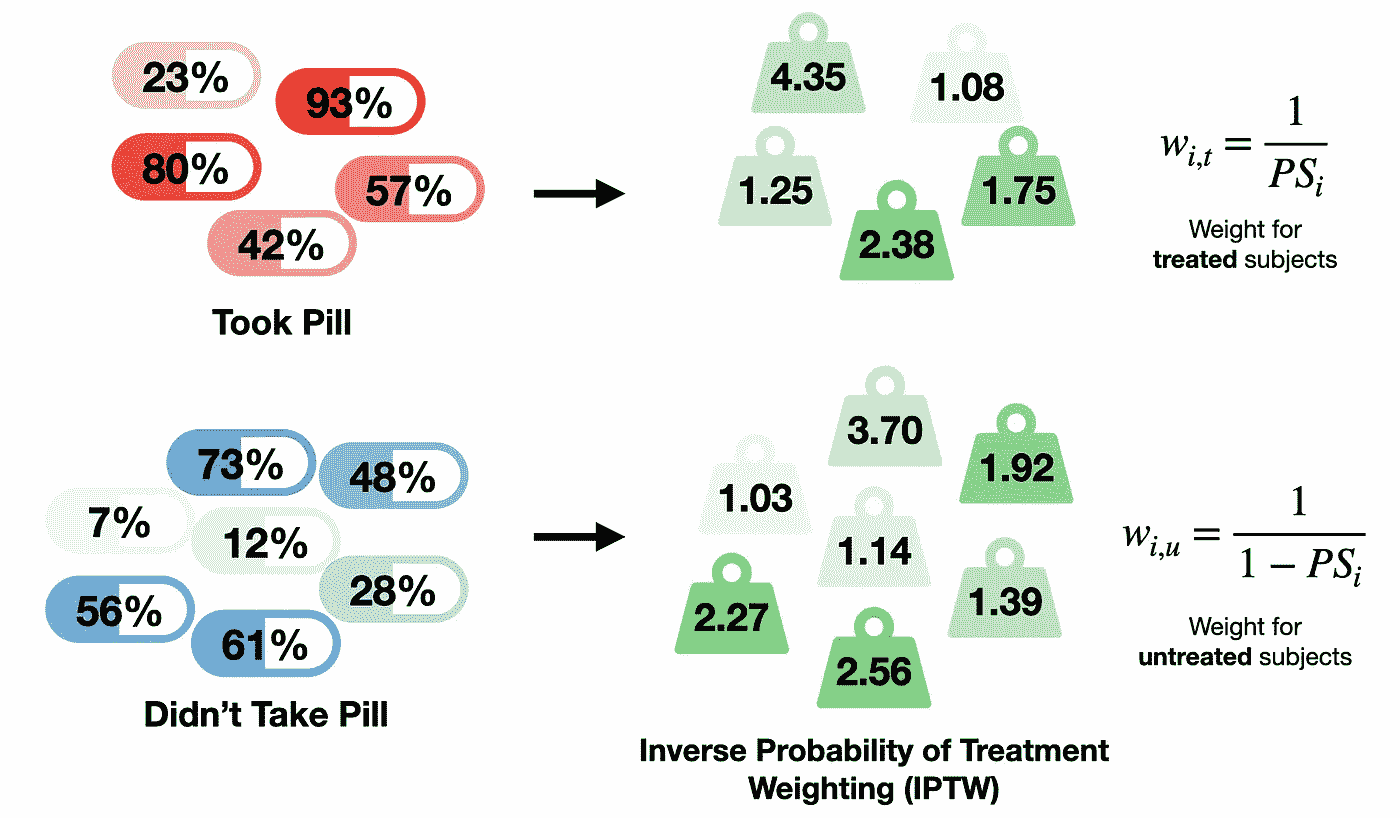 23%
93%
80%
57%
42%
Took Pill
4.35
1.08
1.25
1.75
2.38
w_{i,t} = \frac{1}{PS_i}
Weight for
treated subjects
73%
48%
7%
12%
28%
56%
61%
Didn't Take Pill
3.70
1.92
1.03
1.14
1.39
2.27
2.56
w_{i,u} = \frac{1}{1 - PS_i}
Weight for
untreated subjects
Inverse Probability of Treatment
Weighting (IPTW)